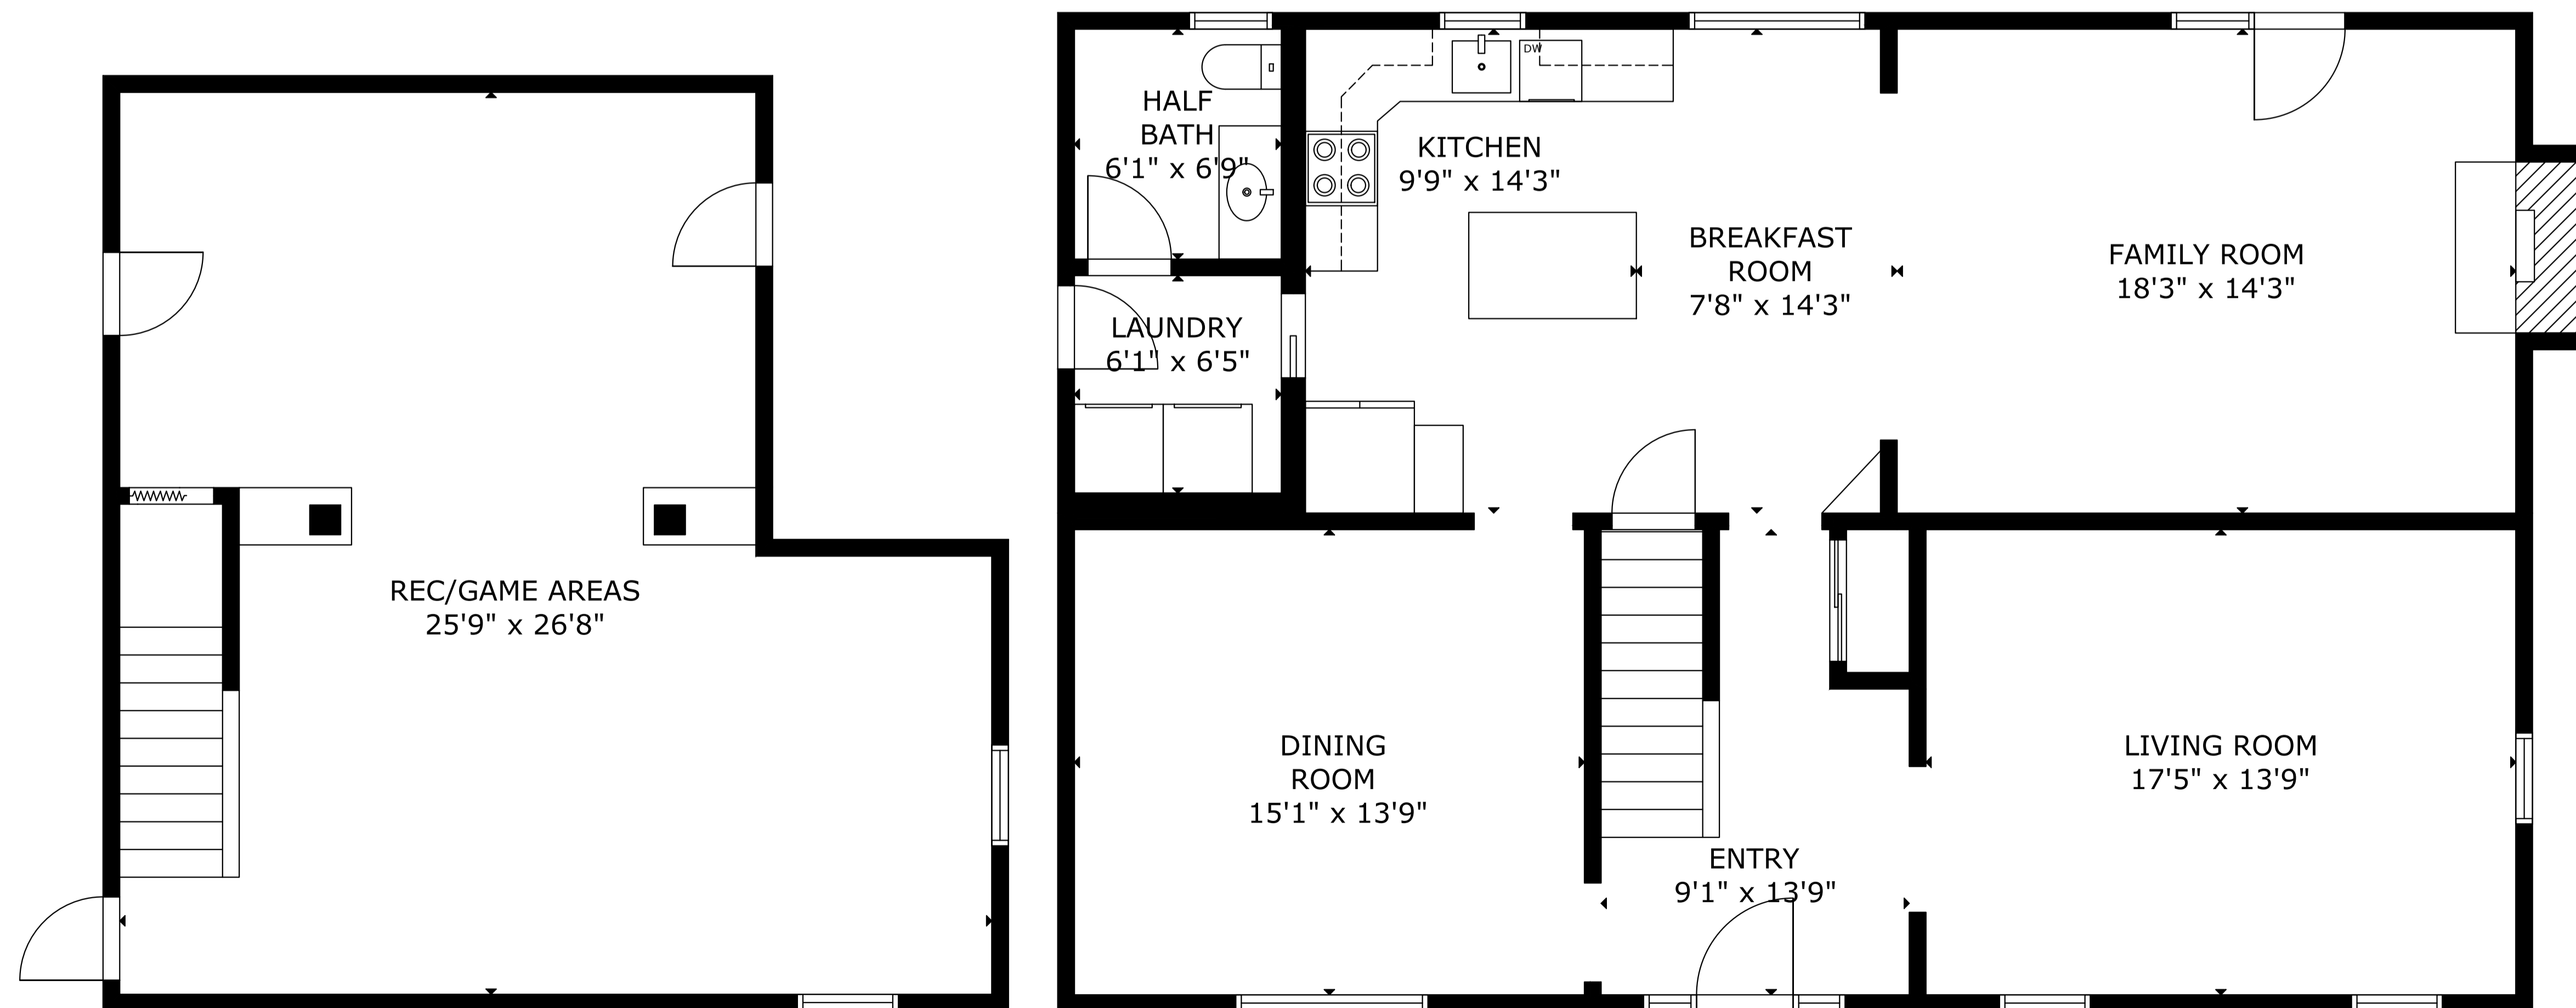 HALF
BATH
6'1" x 6'9"
DW
KITCHEN
9'9" x 14'3"
BREAKFAST
ROOM
7'8" x 14'3"
FAMILY ROOM
18'3" x 14'3"
LAUNDRY
6'1" x 6'5"
REC/GAME AREAS
25'9" x 26'8"
DINING
ROOM
15'1" x 13'9"
LIVING ROOM
17'5" x 13'9"
ENTRY
9'1" x 13'9"